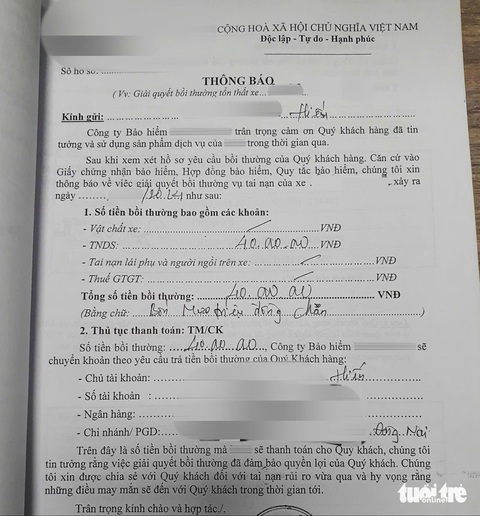 CỘNG HOÀ XÃ HỘI CHỦ NGHĨA VIỆT NAM
Độc lập - Tự do - Hạnh phúc
Số hồ sơ:
THÔNG BÁO
( Vv: Giải quyết bồi thường tổn thất xe...
Kính gửi: ........................ Hiến
Công ty Bảo hiểm trân trọng cảm ơn Quý khách hàng đã tin
tưởng và sử dụng sản phẩm dịch vụ của trong thời gian qua.
Sau khi xem xét hồ sơ yêu cầu bồi thường của Quý khách hàng. Căn cứ vào
Giấy chứng nhận bảo hiểm, Hợp đồng bảo hiểm, Quy tắc bảo hiểm, chúng tôi xin
thông báo về việc giải quyết bồi thường vụ tai nạn của xe . , xảy ra
ngày ........ như sau:
1. Số tiền bồi thường bao gồm các khoản:
- Vật chất xe: .................. VNĐ
- TNDS: .................. 40.000.000 VNĐ
- Tai nạn lái phụ và người ngồi trên xe: .................. VNĐ
- Thuế GTGT: .................. VNĐ
Tổng số tiền bồi thường: .................. 40.000.000 VNĐ
(Bằng chữ: Bốn mươi triệu đồng chẵn )
2. Thủ tục thanh toán: TM/CK
Số tiền bồi thường: ...40.000.000..., Công ty Bảo hiểm sẽ
chuyển khoản theo yêu cầu trả tiền bồi thường của Quý Khách hàng:
- Chủ tài khoản: Hiến
- Số tài khoản :
- Ngân hàng:
- Chi nhánh/ PGD: Đồng Nai
Trên đây là số tiền bồi thường mà sẽ thanh toán cho Quý khách, chúng
tôi tin tưởng rằng việc giải quyết bồi thường đã đảm bảo quyền lợi của Quý khách. Chúng
tôi xin được chia sẻ với Quý khách đối với tai nạn rủi ro vừa qua và hy vọng rằng
những điều may mắn sẽ đến với Quý khách trong thời gian tới.
Trân trọng kính chào và hợp tác./.
tuổi trẻ